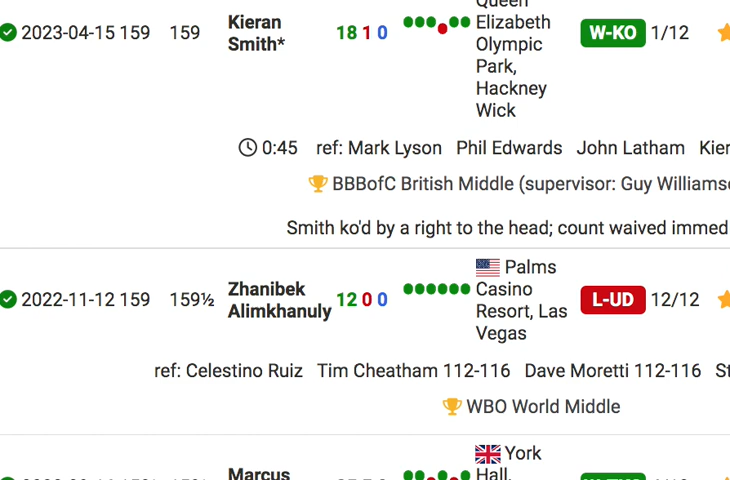 Queen
2023-04-15 159 159 Kieran Smith* 18 1 0 Elizabeth Olympic Park, Hackney Wick W-KO 1/12
0:45 ref: Mark Lyson Phil Edwards John Latham Kier
BBBofC British Middle (supervisor: Guy Williams
Smith ko'd by a right to the head; count waived immed
2022-11-12 159 159½ Zhanibek Alimkhanuly 12 0 0 Palms Casino Resort, Las Vegas L-UD 12/12
ref: Celestino Ruiz Tim Cheatham 112-116 Dave Moretti 112-116 St
WBO World Middle
York
Marcus Hall,